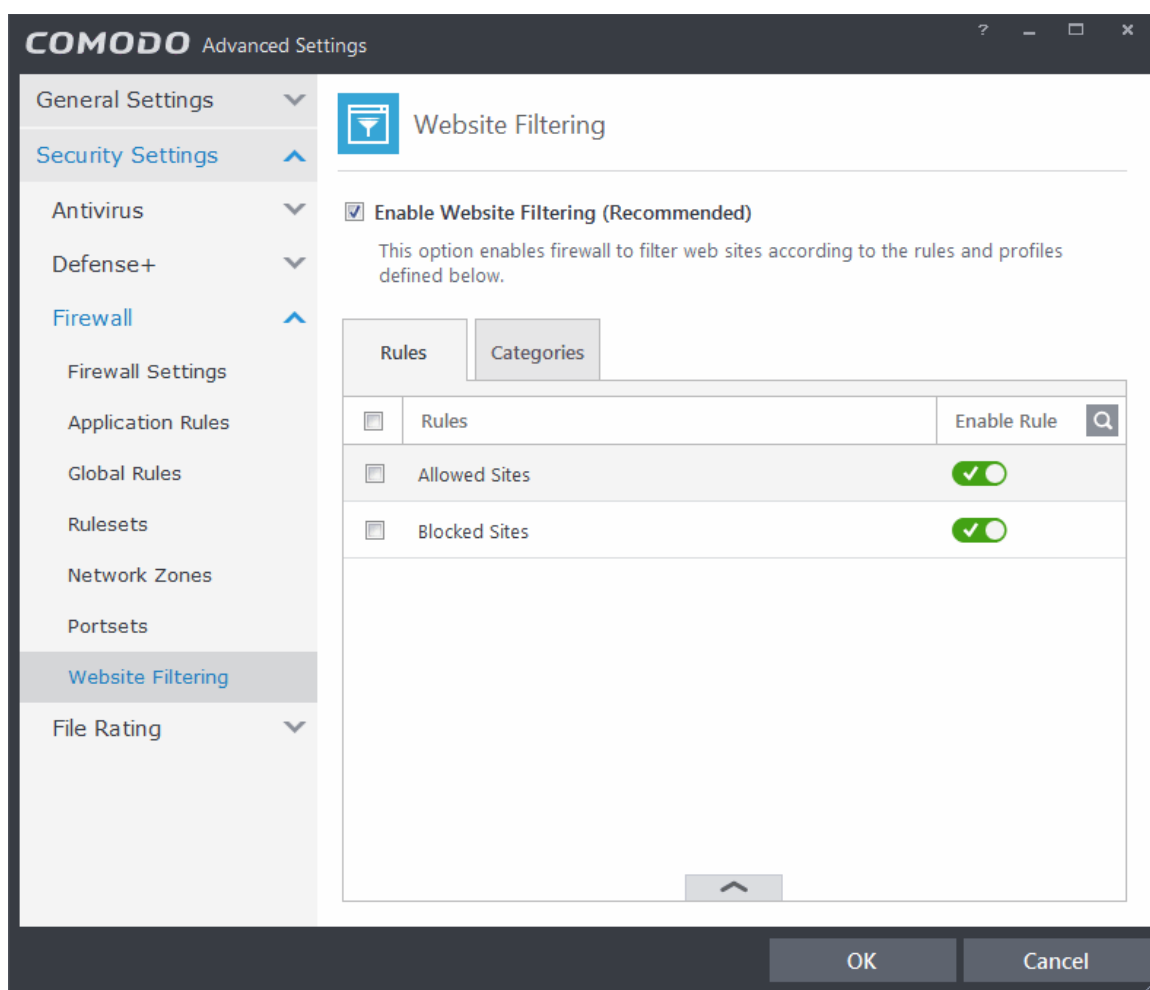 COMODO Advanced Settings
?
General Settings
Security Settings
Antivirus
Defense+
Firewall
Firewall Settings
Application Rules
Global Rules
Rulesets
Network Zones
Portsets
Website Filtering
File Rating
Website Filtering
Enable Website Filtering (Recommended)
This option enables firewall to filter web sites according to the rules and profiles
defined below.
Rules Categories
Rules Enable Rule
Allowed Sites
Blocked Sites
OK Cancel